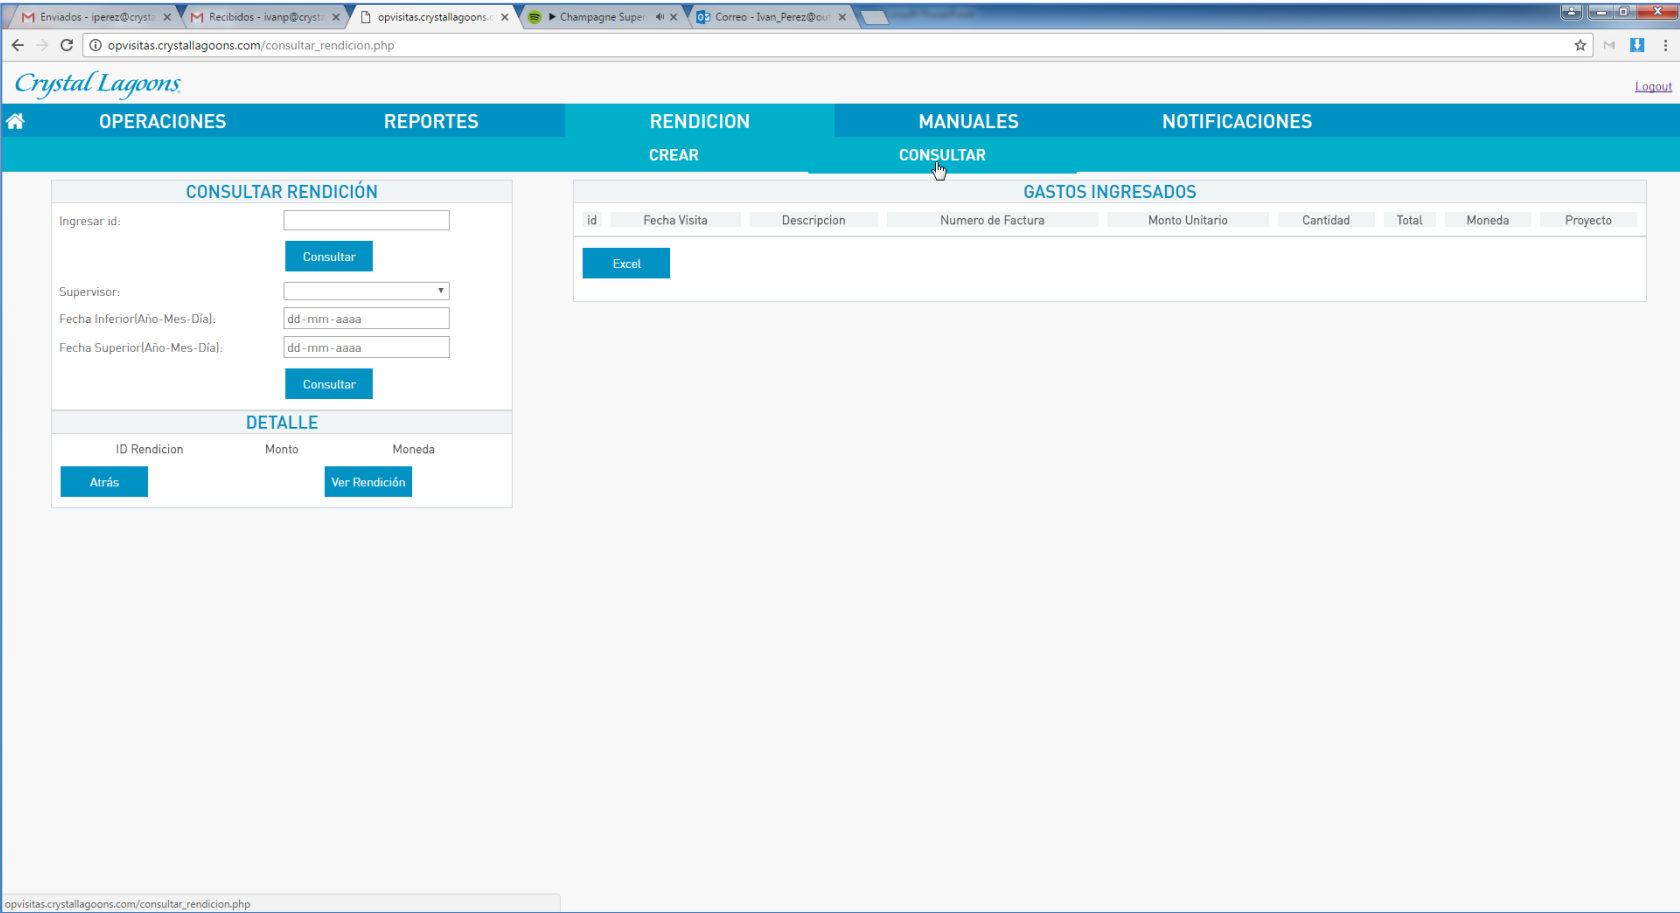 Enviados - iperez@crysta
Recibidos - ivanp@crysta
opvisitas.crystallagoons.c
Champagne Super
Correo - Ivan_Perez@out
opvisitas.crystallagoons.com/consultar_rendicion.php
Crystal Lagoons
Logout
OPERACIONES REPORTES RENDICION MANUALES NOTIFICACIONES
CREAR CONSULTAR
CONSULTAR RENDICIÓN
Ingresar id:
Consultar
Supervisor:
Fecha Inferior(Año-Mes-Día): dd-mm-aaaa
Fecha Superior(Año-Mes-Día): dd-mm-aaaa
Consultar
DETALLE
ID Rendicion Monto Moneda
Atrás Ver Rendición
GASTOS INGRESADOS
id Fecha Visita Descripcion Numero de Factura Monto Unitario Cantidad Total Moneda Proyecto
Excel
opvisitas.crystallagoons.com/consultar_rendicion.php